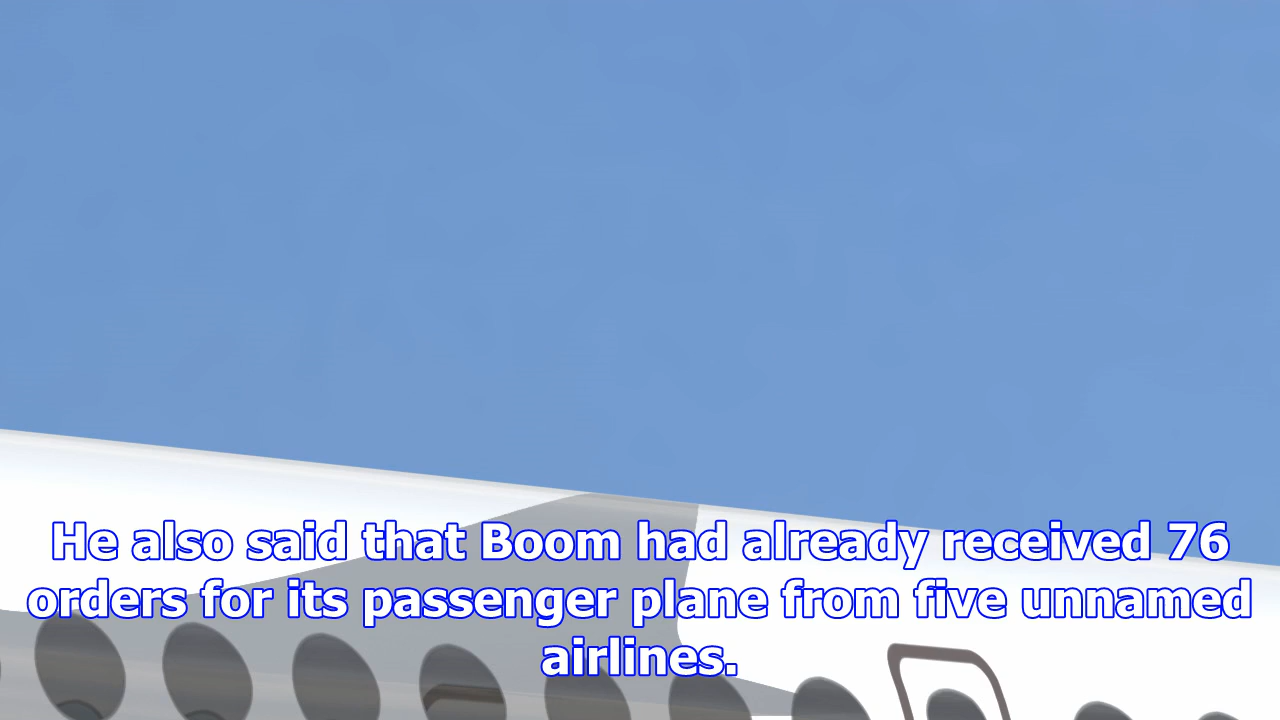 He also said that Boom had already received 76
orders for its passenger plane from five unnamed
airlines.